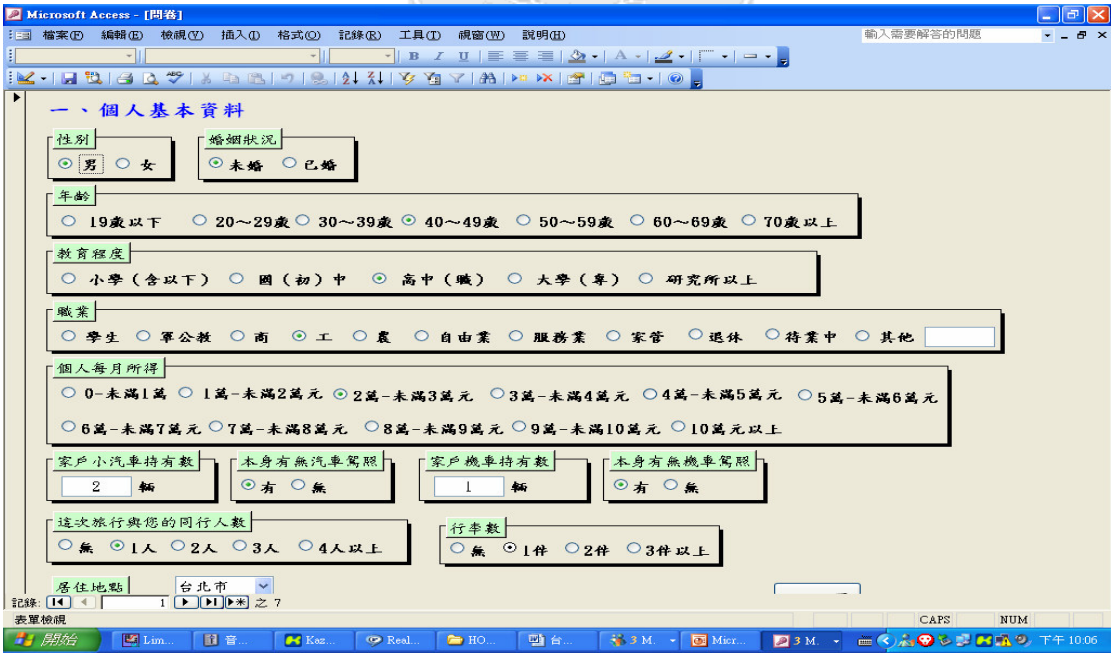 Microsoft Access - [問卷]
檔案(F) 編輯(E) 檢視(V) 插入(I) 格式(O) 記錄(R) 工具(T) 視窗(W) 說明(H) 輸入需要解答的問題
B I U A
一、個人基本資料
性別 婚姻狀況
男 女 未婚 已婚
年齡
19歲以下 20～29歲 30～39歲 40～49歲 50～59歲 60～69歲 70歲以上
教育程度
小學(含以下) 國(初)中 高中(職) 大學(專) 研究所以上
職業
學生 軍公教 商 工 農 自由業 服務業 家管 退休 待業中 其他
個人每月所得
0-未滿1萬 1萬-未滿2萬元 2萬-未滿3萬元 3萬-未滿4萬元 4萬-未滿5萬元 5萬-未滿6萬元
6萬-未滿7萬元 7萬-未滿8萬元 8萬-未滿9萬元 9萬-未滿10萬元 10萬元以上
家戶小汽車持有數 本身有無汽車駕照 家戶機車持有數 本身有無機車駕照
2 輛 有 無 1 輛 有 無
這次旅行與您的同行人數 行李數
無 1人 2人 3人 4人以上 無 1件 2件 3件以上
居住地點 台北市
記錄: 1 之 7
表單檢視 CAPS NUM
開始 Lim... 音... Kaz... Real... HO... 台... 3 M. Micr... 3 M. 下午 10:06